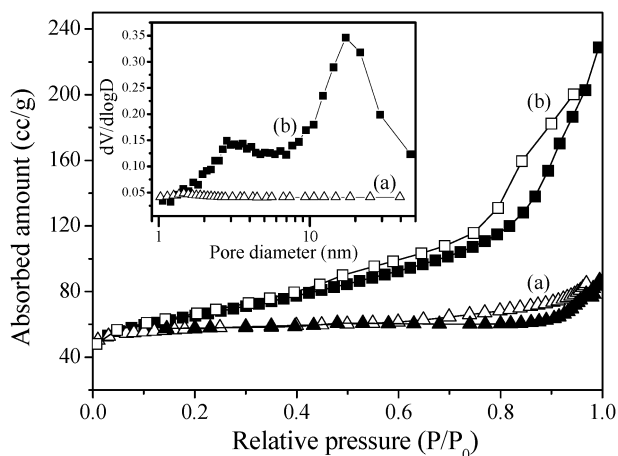 240
200
160
120
80
40
Absorbed amount (cc/g)
0.0 0.2 0.4 0.6 0.8 1.0
Relative pressure (P/P0)
(b)
(a)
0.35
0.30
0.25
0.20
0.15
0.10
0.05
dV/dlogD
(b)
(a)
1 10
Pore diameter (nm)